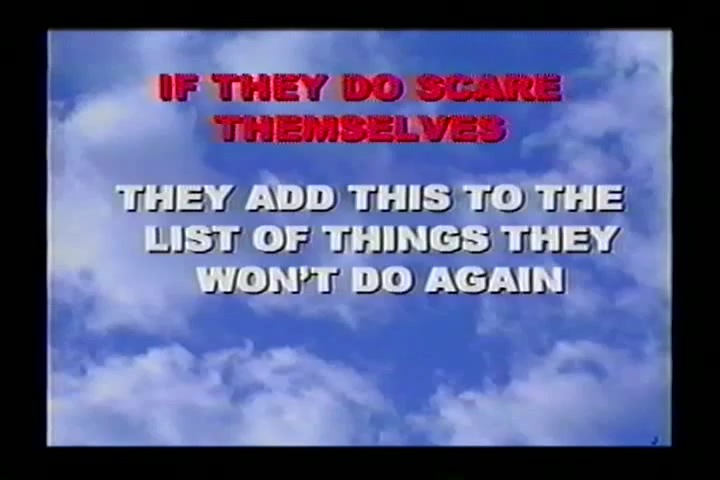 IF THEY DO SCARE
THEMSELVES
THEY ADD THIS TO THE
LIST OF THINGS THEY
WON'T DO AGAIN